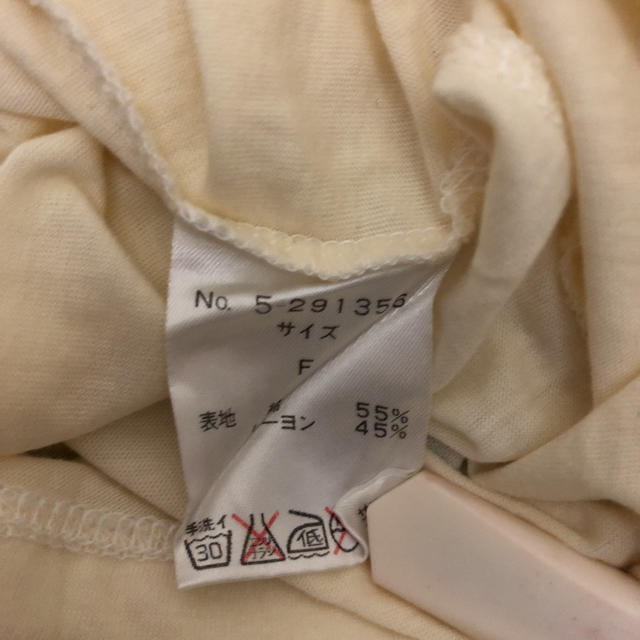 No. 5-291356
サイズ
F
表地 55%
ーヨン 45%
手洗イ
30 低